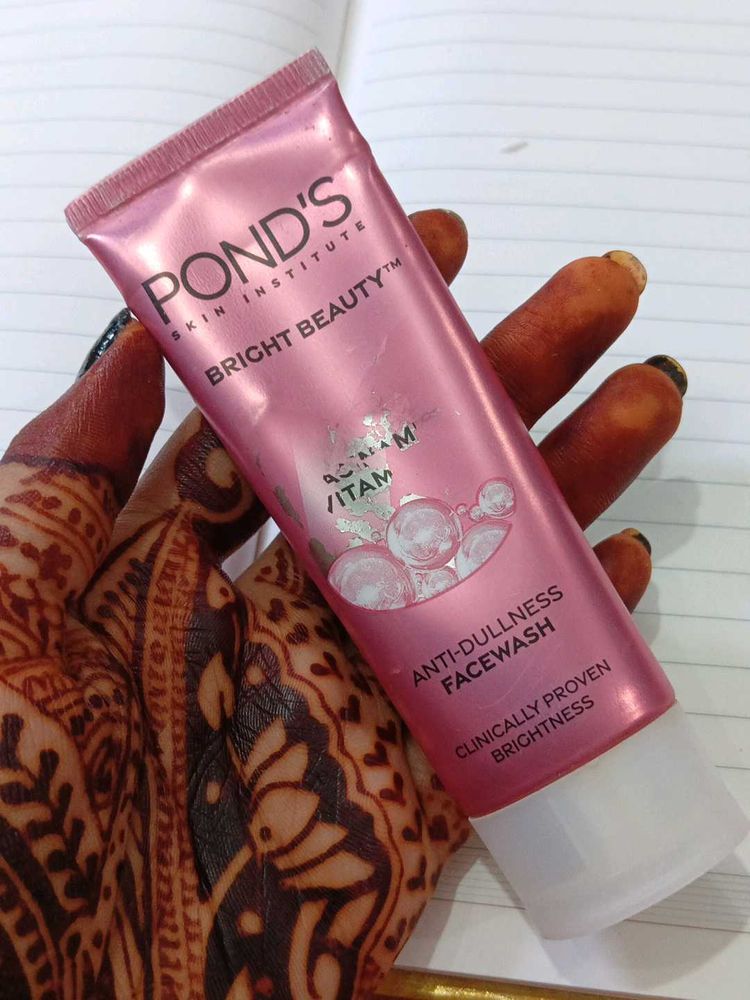 POND'S
SKIN INSTITUTE
BRIGHT BEAUTY™
ANTI-DULLNESS
FACEWASH
CLINICALLY PROVEN
BRIGHTNESS